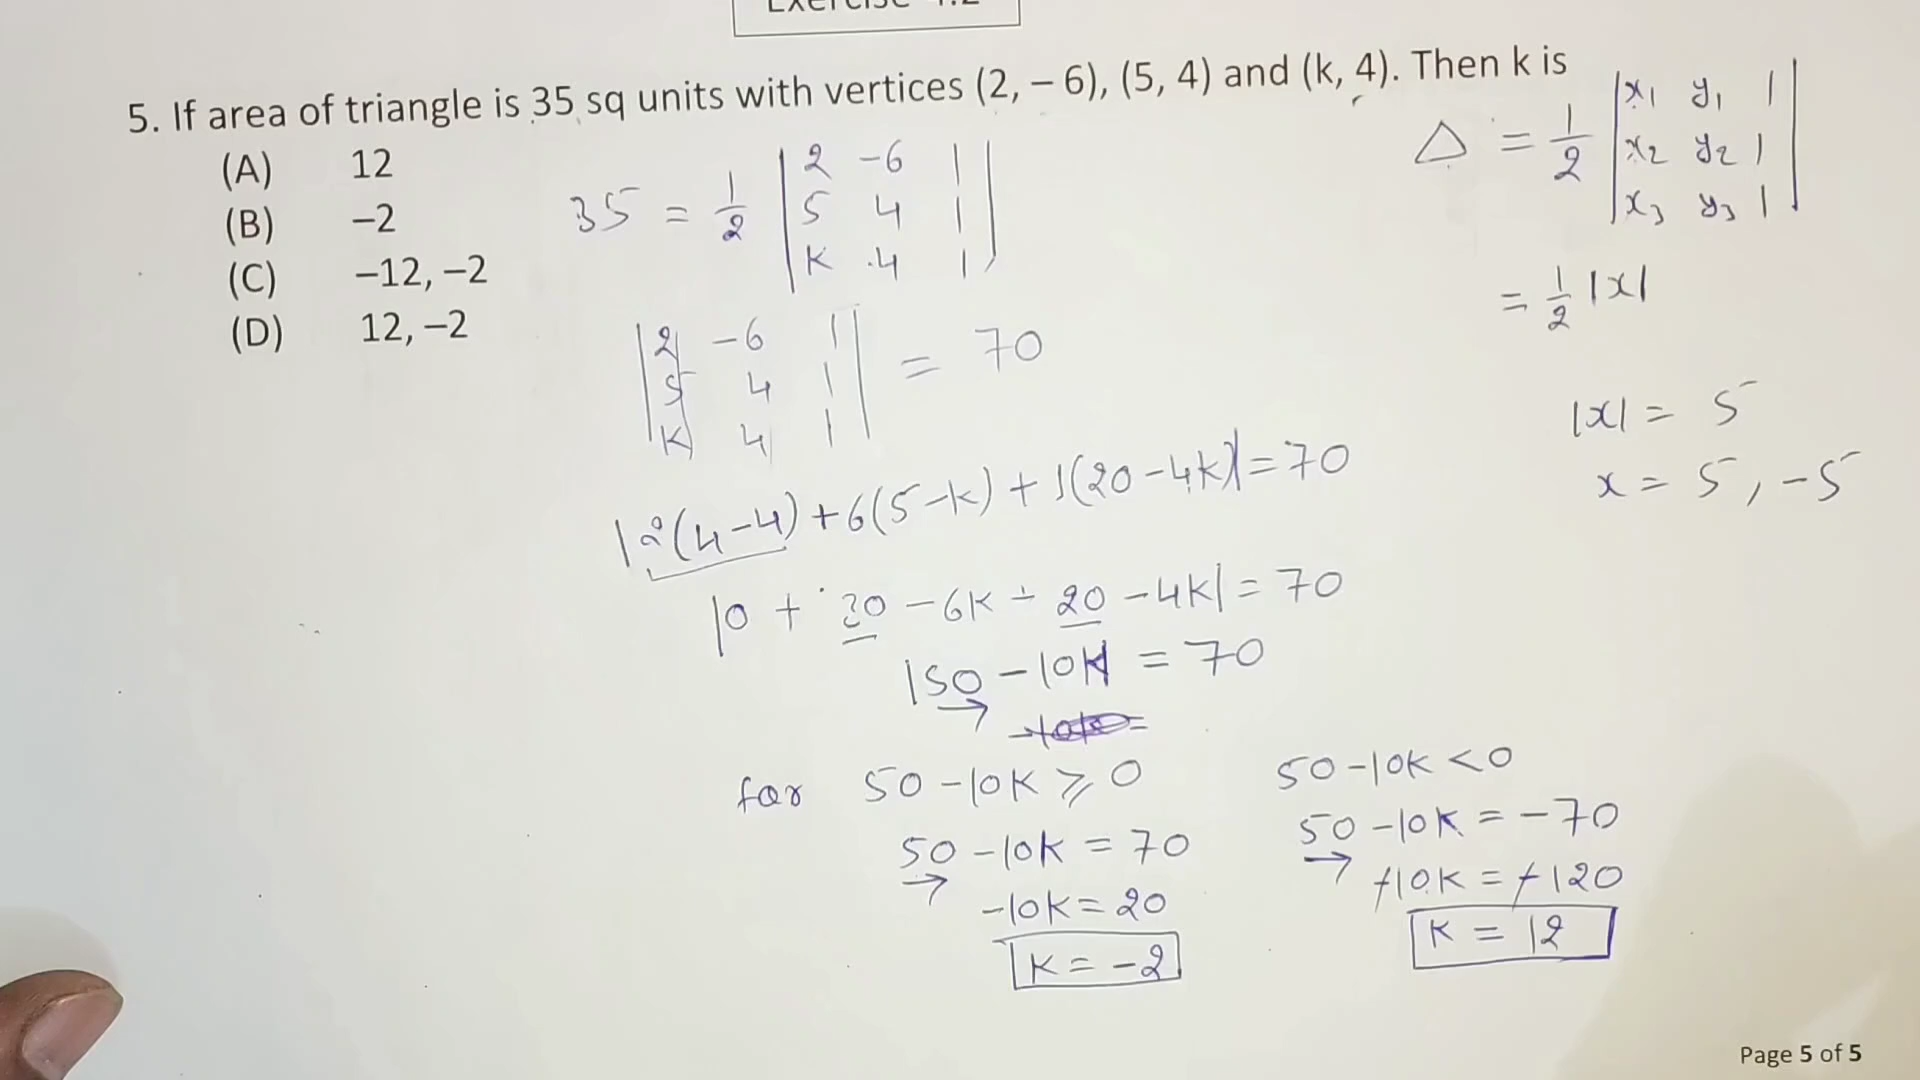 5. If area of triangle is 35 sq units with vertices (2, – 6), (5, 4) and (k, 4). Then k is
(A) 12
(B) –2
(C) –12, –2
(D) 12, –2
Δ = 1/2 |x1 y1 1
x2 y2 1
x3 y3 1|
= 1/2 |x|
|x| = 5
x = 5, -5
35 = 1/2 |2 -6 1
5 4 1
K 4 1|
|2 -6 1
5 4 1
K 4 1| = 70
|2(4-4) + 6(5-k) + 1(20-4k)| = 70
|0 + 30 - 6K + 20 - 4K| = 70
|50 - 10K| = 70
for 50 - 10K ⩾ 0
50 - 10K = 70
-10K = 20
K = -2
50 - 10K < 0
50 - 10K = -70
-10K = -120
K = 12
Page 5 of 5